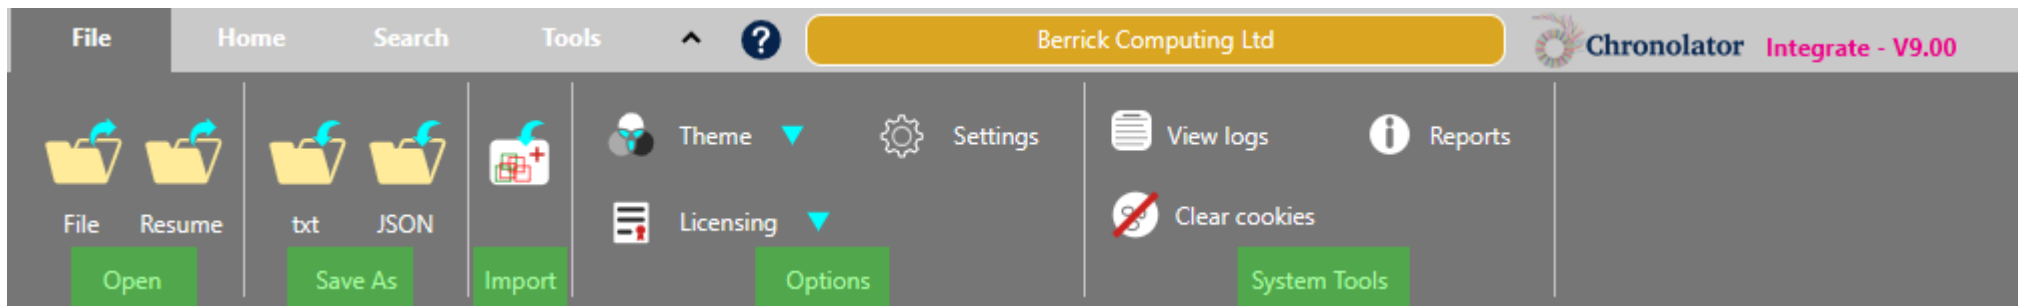 File Home Search Tools ? Berrick Computing Ltd Chronolator Integrate - V9.00
Theme Settings View logs i Reports
File Resume txt JSON Licensing Clear cookies
Open Save As Import Options System Tools